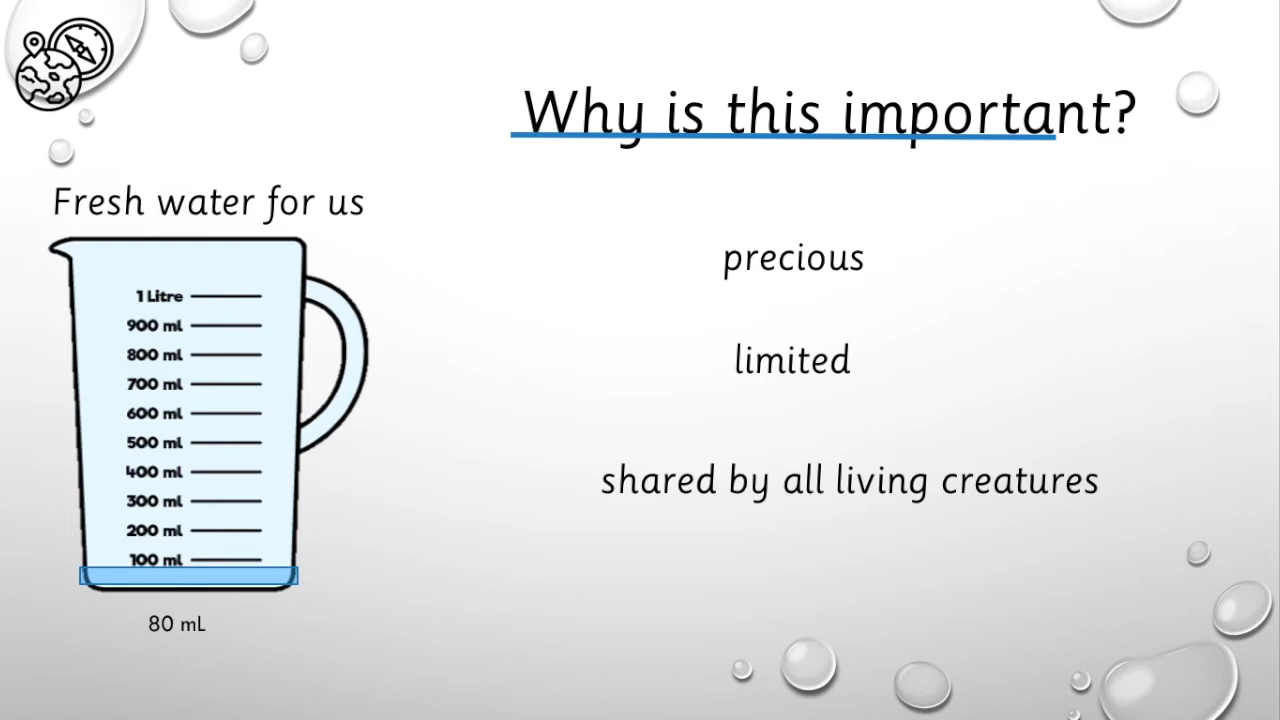 Why is this important?
Fresh water for us
1 Litre
900 ml
800 ml
700 ml
600 ml
500 ml
400 ml
300 ml
200 ml
100 ml
80 mL
precious
limited
shared by all living creatures